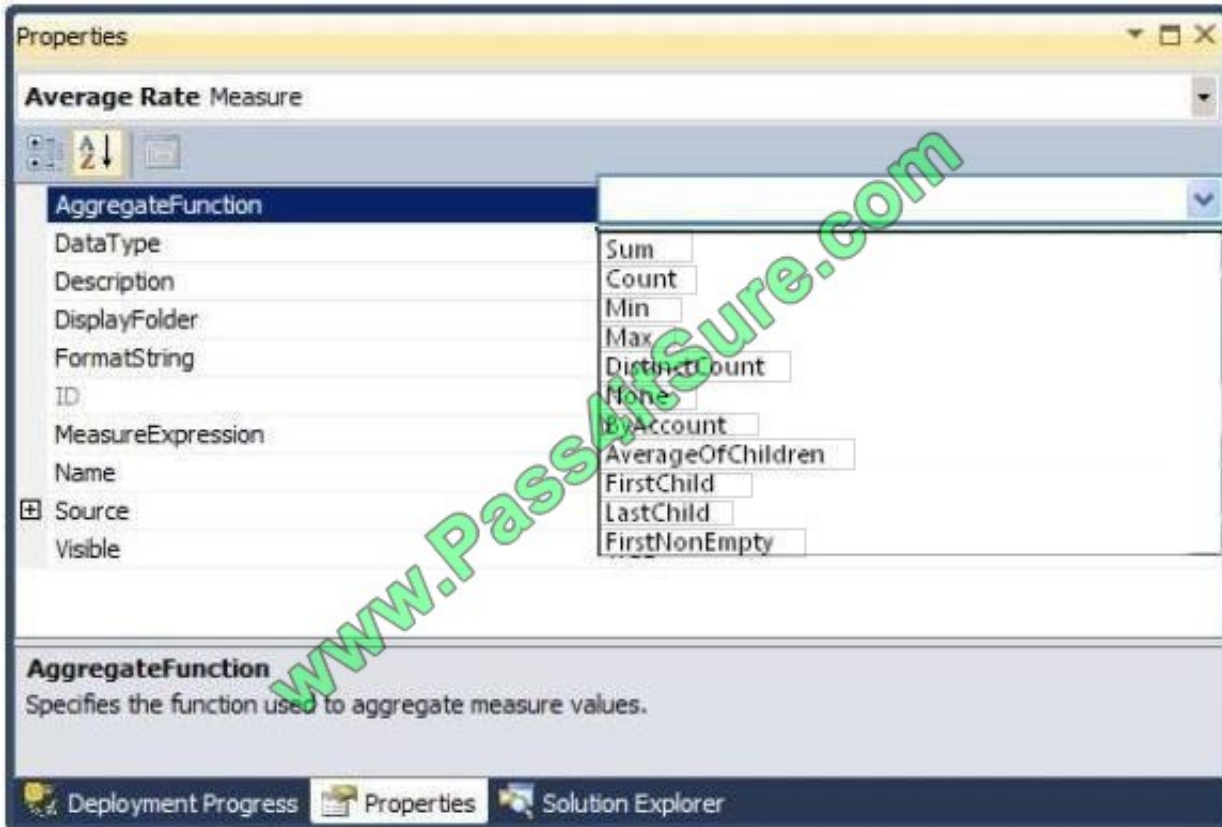 Properties
Average Rate Measure
AggregateFunction
DataType
Description
DisplayFolder
FormatString
ID
MeasureExpression
Name
Source
Visible
Sum
Count
Min
Max
DistinctCount
None
ByAccount
AverageOfChildren
FirstChild
LastChild
FirstNonEmpty
www.Pass4itSure.com
AggregateFunction
Specifies the function used to aggregate measure values.
Deployment Progress Properties Solution Explorer